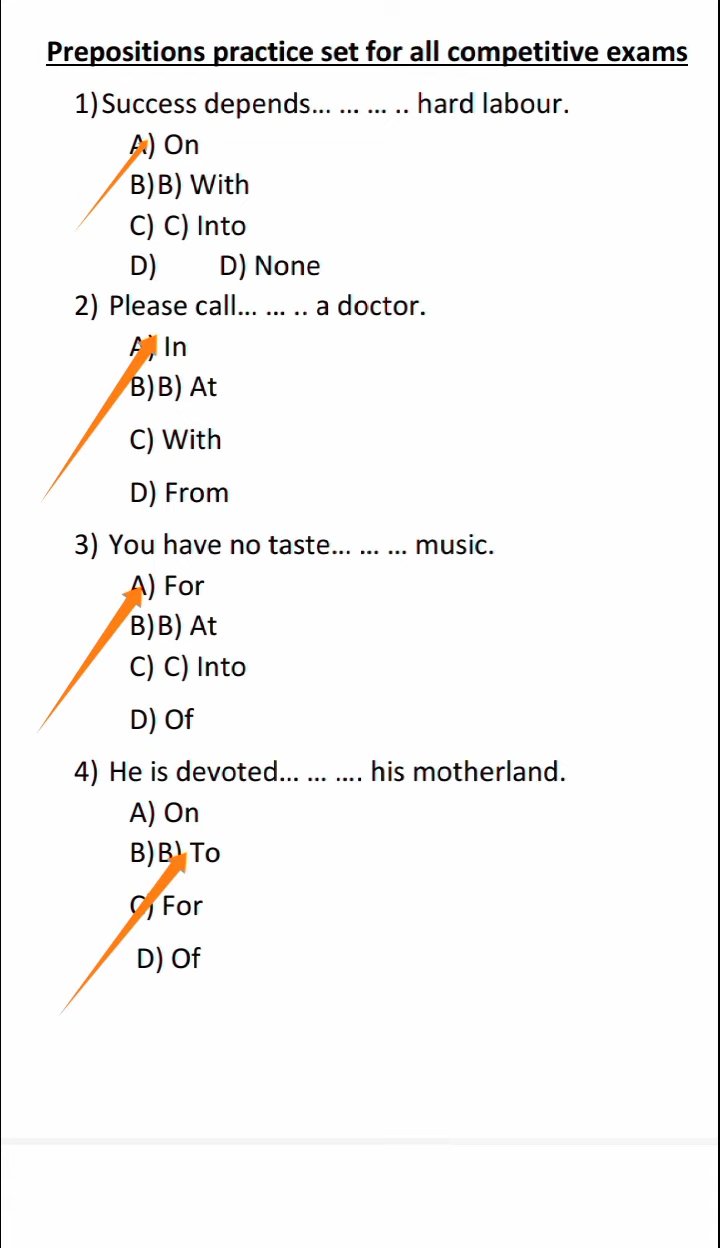 Prepositions practice set for all competitive exams
1) Success depends... ... ... .. hard labour.
A) On
B) B) With
C) C) Into
D) D) None
2) Please call... ... .. a doctor.
A) In
B) B) At
C) With
D) From
3) You have no taste... ... ... music.
A) For
B) B) At
C) C) Into
D) Of
4) He is devoted... ... .... his motherland.
A) On
B) B) To
C) For
D) Of